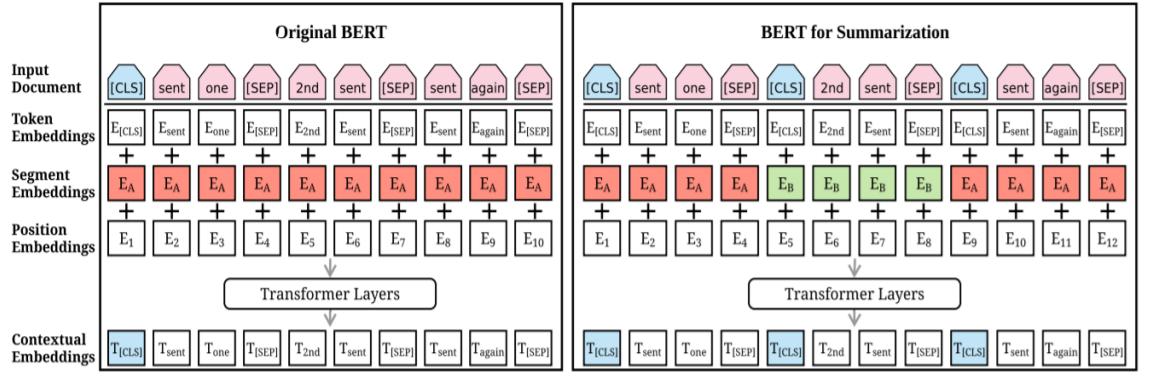 Original BERT BERT for Summarization
Input Document [CLS] sent one [SEP] 2nd sent [SEP] sent again [SEP] [CLS] sent one [SEP] [CLS] 2nd sent [SEP] [CLS] sent again [SEP]
Token Embeddings E[CLS] Esent Eone E[SEP] E2nd Esent E[SEP] Esent Eagain E[SEP] E[CLS] Esent Eone E[SEP] E[CLS] E2nd Esent E[SEP] E[CLS] Esent Eagain E[SEP]
+ + + + + + + + + + + + + + + + + + + + + +
Segment Embeddings EA EA EA EA EA EA EA EA EA EA EA EA EA EA EB EB EB EB EA EA EA EA
+ + + + + + + + + + + + + + + + + + + + + +
Position Embeddings E1 E2 E3 E4 E5 E6 E7 E8 E9 E10 E1 E2 E3 E4 E5 E6 E7 E8 E9 E10 E11 E12
Transformer Layers Transformer Layers
Contextual Embeddings T[CLS] Tsent Tone T[SEP] T2nd Tsent T[SEP] Tsent Tagain T[SEP] T[CLS] Tsent Tone T[SEP] T[CLS] T2nd Tsent T[SEP] T[CLS] Tsent Tagain T[SEP]